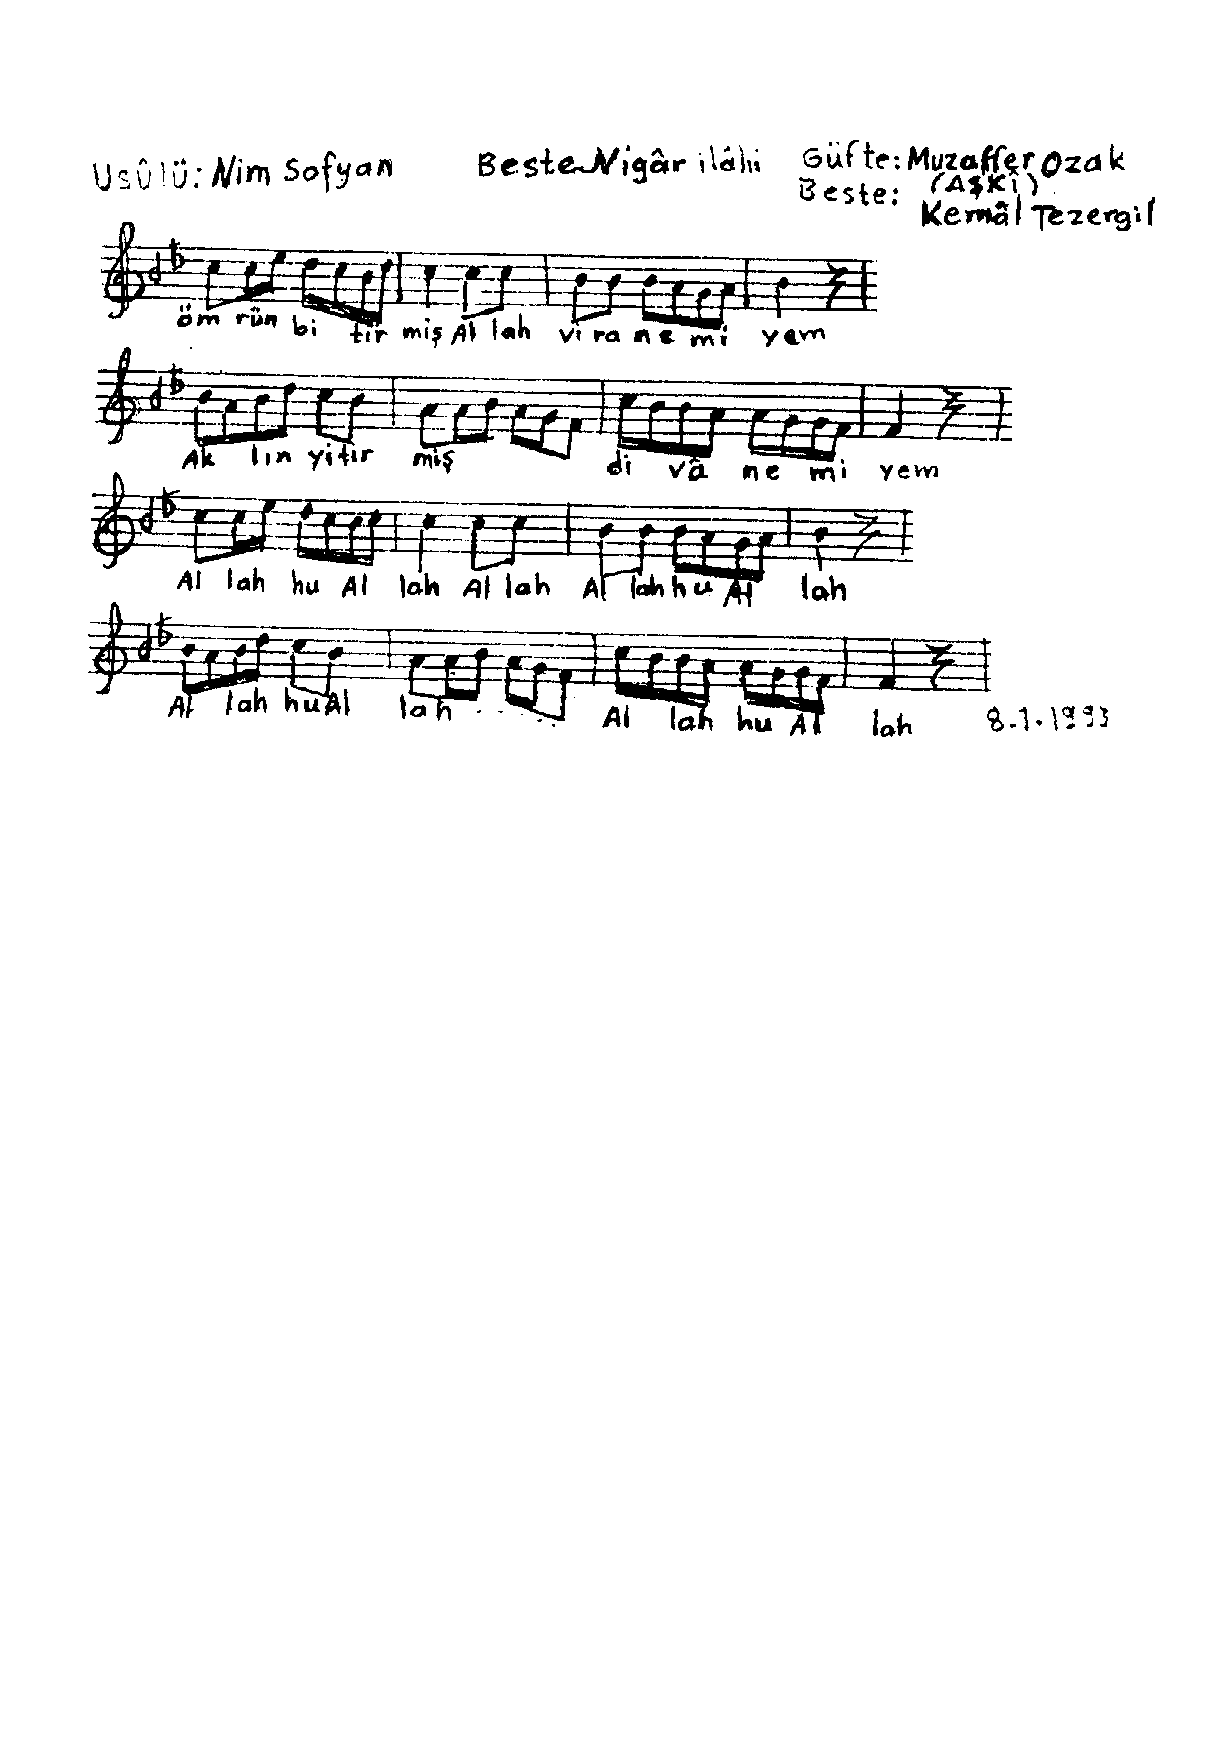 Usûlü: Nim Sofyan Beste Nigâr ilâhi Güfte: Muzaffer Ozak
(AŞKÎ)
Beste: Kemâl Tezergil
öm rün bi tir miş Al lah vi ra ne mi yem
Ak lın yi tir miş di vâ ne mi yem
Al lah hu Al lah Al lah Al lah hu Al lah
Al lah hu Al lah ...... Al lah hu Al lah 8.1.1993